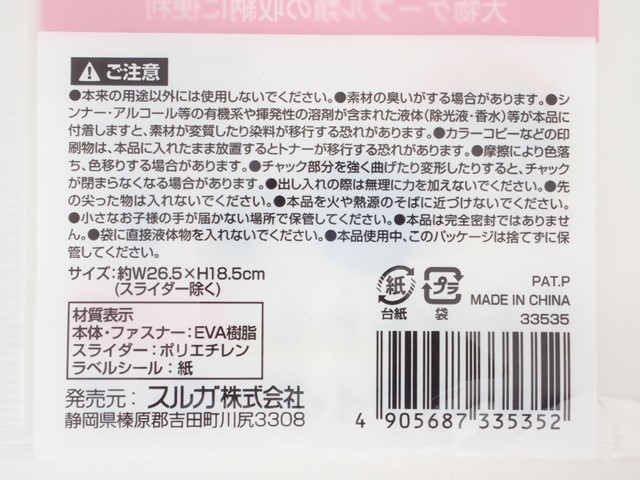 大物ケーブル類の収納に便利
ご注意
●本来の用途以外には使用しないでください。●素材の臭いがする場合があります。●シ
ンナー・アルコール等の有機系や揮発性の溶剤が含まれた液体(除光液・香水)等が本品に
付着しますと、素材が変質したり染料が移行する恐れがあります。●カラーコピーなどの印
刷物は、本品に入れたまま放置するとトナーが移行する恐れがあります。●摩擦により色落
ち、色移りする場合があります。●チャック部分を強く曲げたり変形したりすると、チャック
が閉まらなくなる場合があります。●出し入れの際は無理に力を加えないでください。●先
の尖った物は入れないでください。●本品を火や熱源のそばに近づけないでください。
●小さなお子様の手が届かない場所で保管してください。●本品は完全密封ではありませ
ん。●袋に直接液体物を入れないでください。●本品使用中、このパッケージは捨てずに保
管してください。
サイズ：約W26.5×H18.5cm
(スライダー除く)
材質表示
本体・ファスナー：EVA樹脂
スライダー：ポリエチレン
ラベルシール：紙
紙
台紙
プラ
袋
PAT.P
MADE IN CHINA
33535
発売元：スルガ株式会社
静岡県榛原郡吉田町川尻3308
4 905687 335352